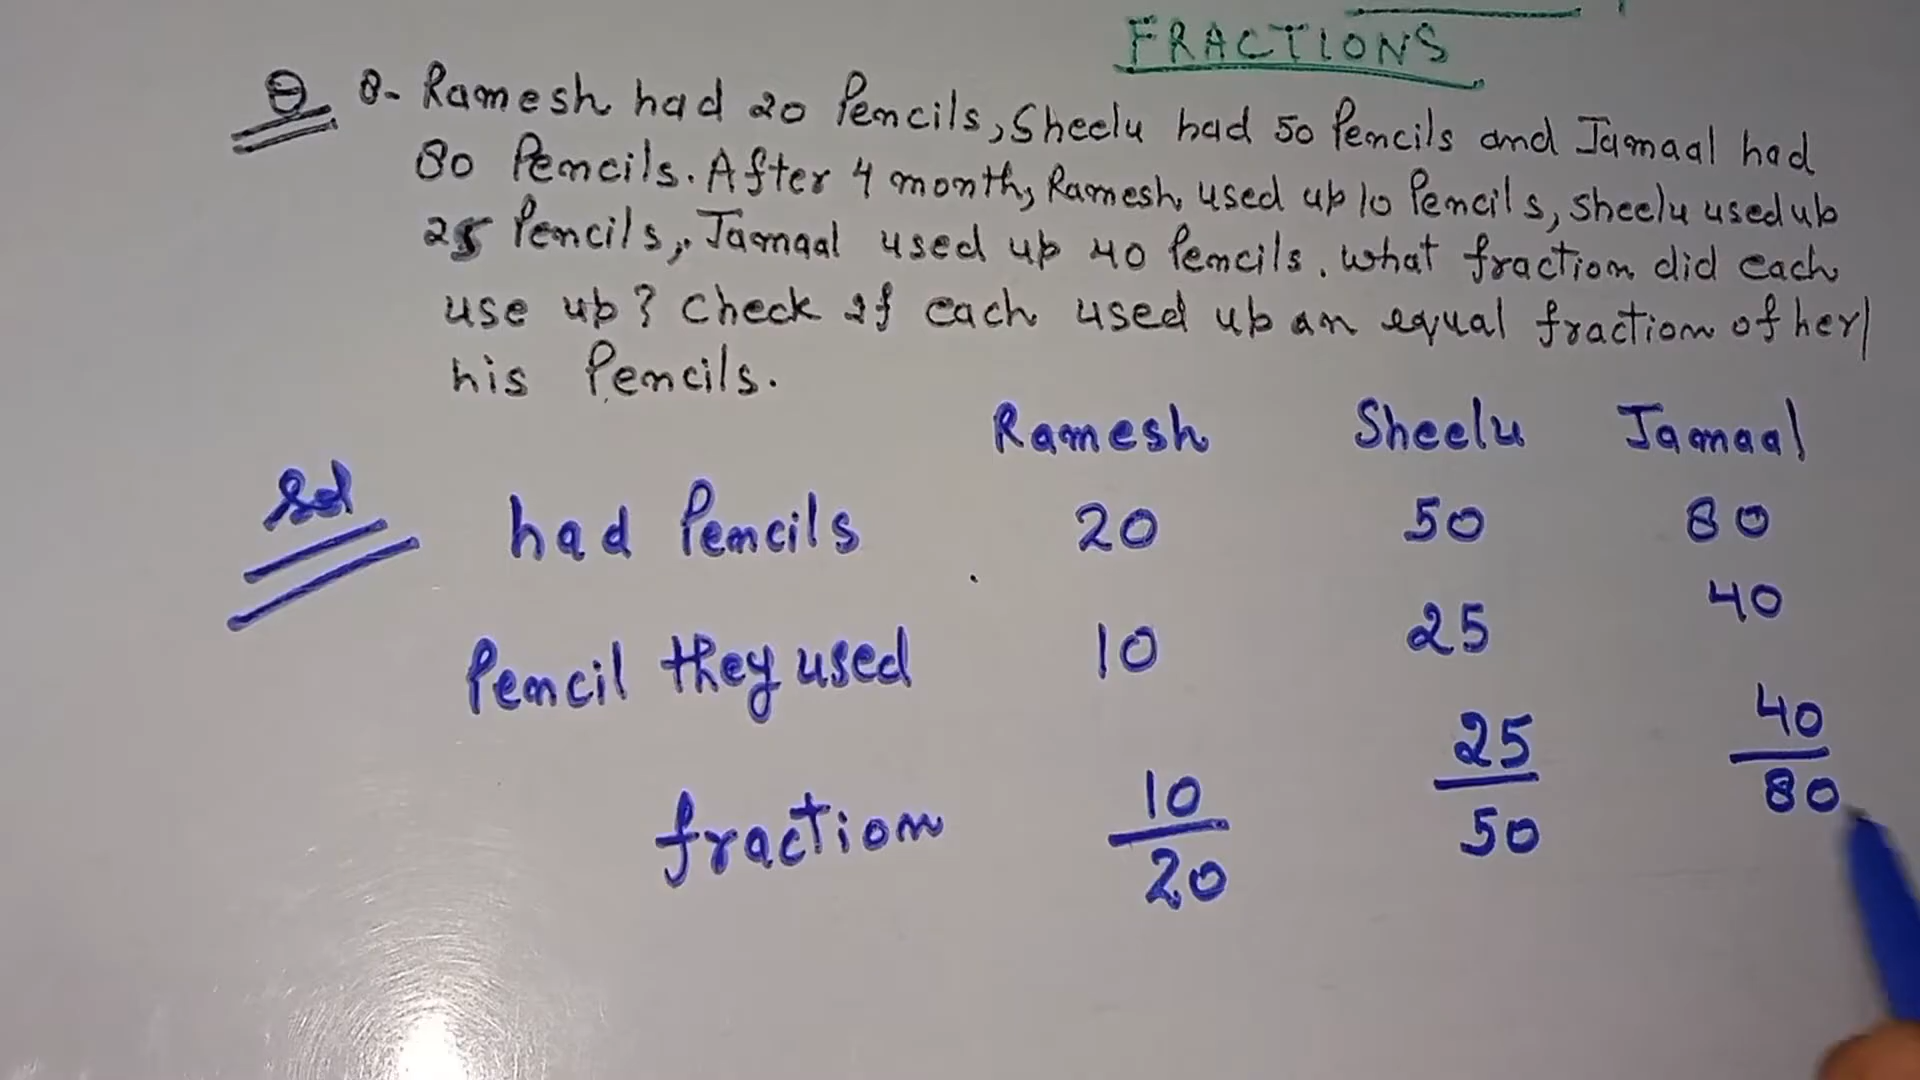 FRACTIONS
Q 8- Ramesh had 20 Pencils, Sheelu had 50 Pencils and Jamaal had
80 Pencils. After 4 month, Ramesh used up 10 Pencils, Sheelu used up
25 Pencils, Jamaal used up 40 Pencils. What fraction did each
use up? Check If each used up an equal fraction of her/
his Pencils.
Ramesh Sheelu Jamaal
Sol had Pencils 20 50 80
Pencil they used 10 25 40
fraction 10/20 25/50 40/80